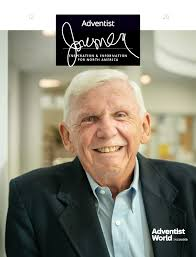 Adventist
Journey
INSPIRATION & INFORMATION
FOR NORTH AMERICA
Adventist
World